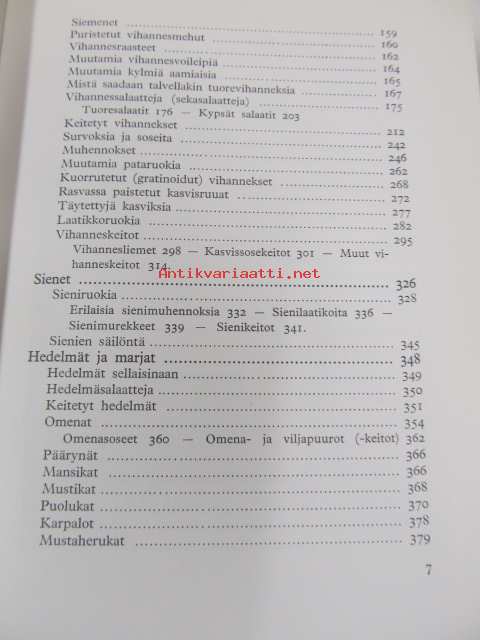 Siemenet ........ 159
Puristetut vihannesmehut ........ 160
Vihannesraasteet ........ 162
Muutamia vihannesvoileipiä ........ 164
Muutamia kylmiä aamiaisia ........ 165
Mistä saadaan talvellakin tuorevihanneksia ........ 167
Vihannessalaatteja (sekasalaatteja) ........ 175
Tuoresalaatit 176 — Kypsät salaatit 203
Keitetyt vihannekset ........ 212
Survoksia ja soseita ........ 242
Muhennokset ........ 246
Muutamia pataruokia ........ 262
Kuorrutetut (gratinoidut) vihannekset ........ 268
Rasvassa paistetut kasvisruuat ........ 272
Täytettyjä kasviksia ........ 277
Laatikkoruokia ........ 282
Vihanneskeitot ........ 295
Vihannesliemet 298 — Kasvissosekeitot 301 — Muut vi-
hanneskeitot 314.
Antikvariaatti.net
Sienet ........ 326
Sieniruokia ........ 328
Erilaisia sienimuhennoksia 332 — Sienilaatikoita 336 —
Sienimurekkeet 339 — Sienikeitot 341.
Sienien säilöntä ........ 345
Hedelmät ja marjat ........ 348
Hedelmät sellaisinaan ........ 349
Hedelmäsalaatteja ........ 350
Keitetyt hedelmät ........ 351
Omenat ........ 354
Omenasoseet 360 — Omena- ja viljapuurot (-keitot) 362
Päärynät ........ 366
Mansikat ........ 366
Mustikat ........ 368
Puolukat ........ 370
Karpalot ........ 378
Mustaherukat ........ 379
7